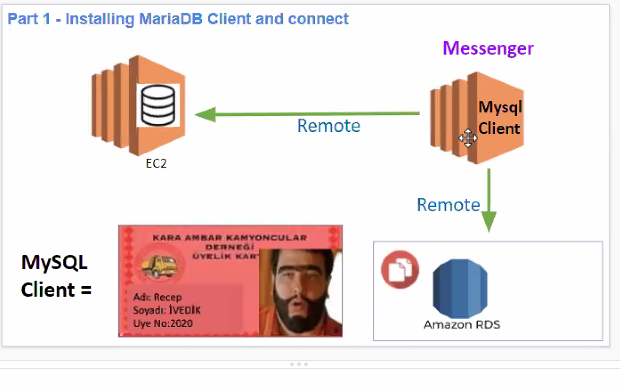 Part 1 - Installing MariaDB Client and connect
Messenger
Mysql
Client
Remote
EC2
Remote
MySQL
Client =
KARA AMBAR KAMYONCULAR
DERNEĞİ
ÜYELİK KAR
Adı: Recep
Soyadı: İVEDİK
Uye No:2020
Amazon RDS